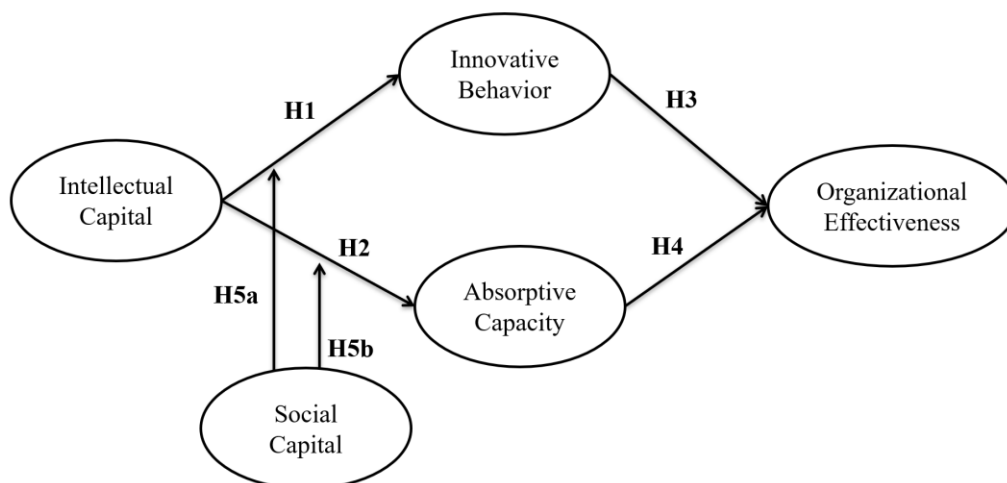 Innovative
Behavior
H1
H3
Intellectual
Capital
Organizational
Effectiveness
H2
H4
H5a
Absorptive
Capacity
H5b
Social
Capital